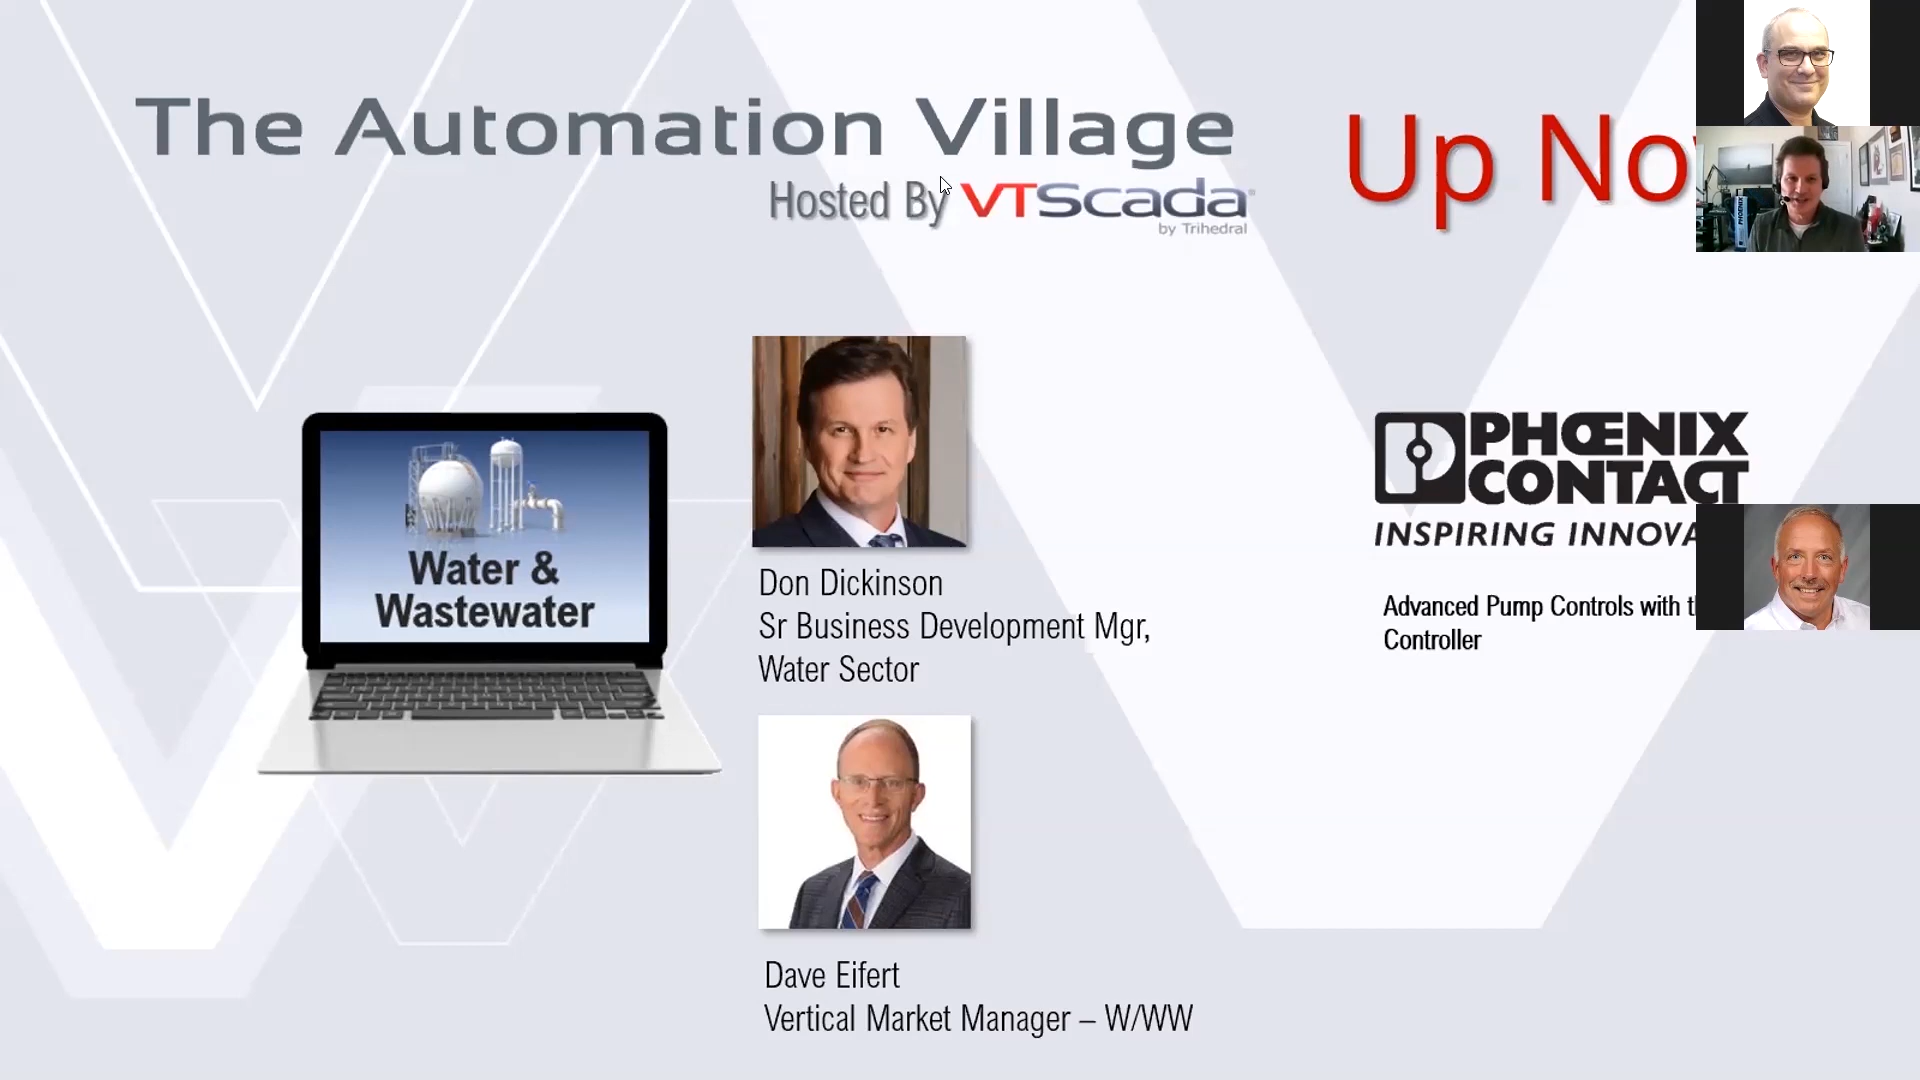 The Automation Village
Hosted By VTScada
by Trihedral
Up No
PHOENIX
CONTACT
INSPIRING INNOVA
Water &
Wastewater
Don Dickinson
Sr Business Development Mgr,
Water Sector
Advanced Pump Controls with
Controller
Dave Eifert
Vertical Market Manager – W/WW
PHOENIX